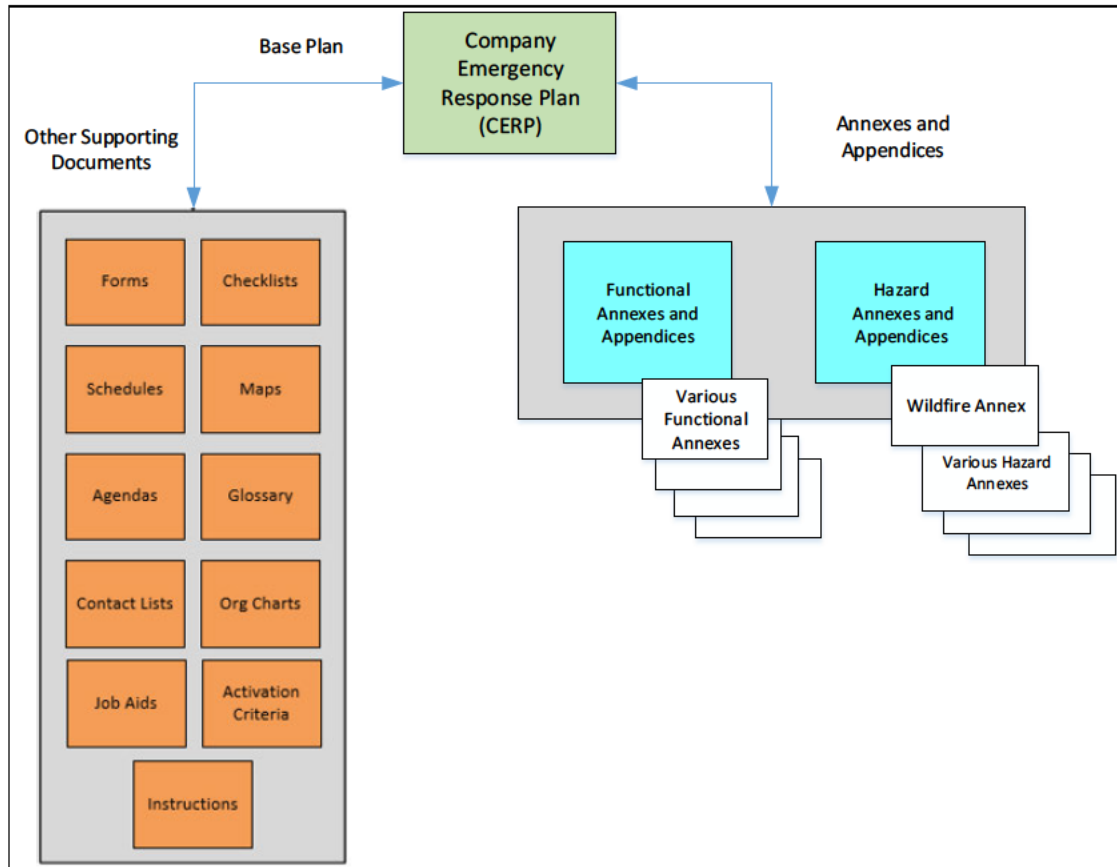 Base Plan
Company
Emergency
Response Plan
(CERP)
Other Supporting
Documents
Annexes and
Appendices
Forms
Checklists
Schedules
Maps
Agendas
Glossary
Contact Lists
Org Charts
Job Aids
Activation
Criteria
Instructions
Functional
Annexes and
Appendices
Hazard
Annexes and
Appendices
Various
Functional
Annexes
Wildfire Annex
Various Hazard
Annexes